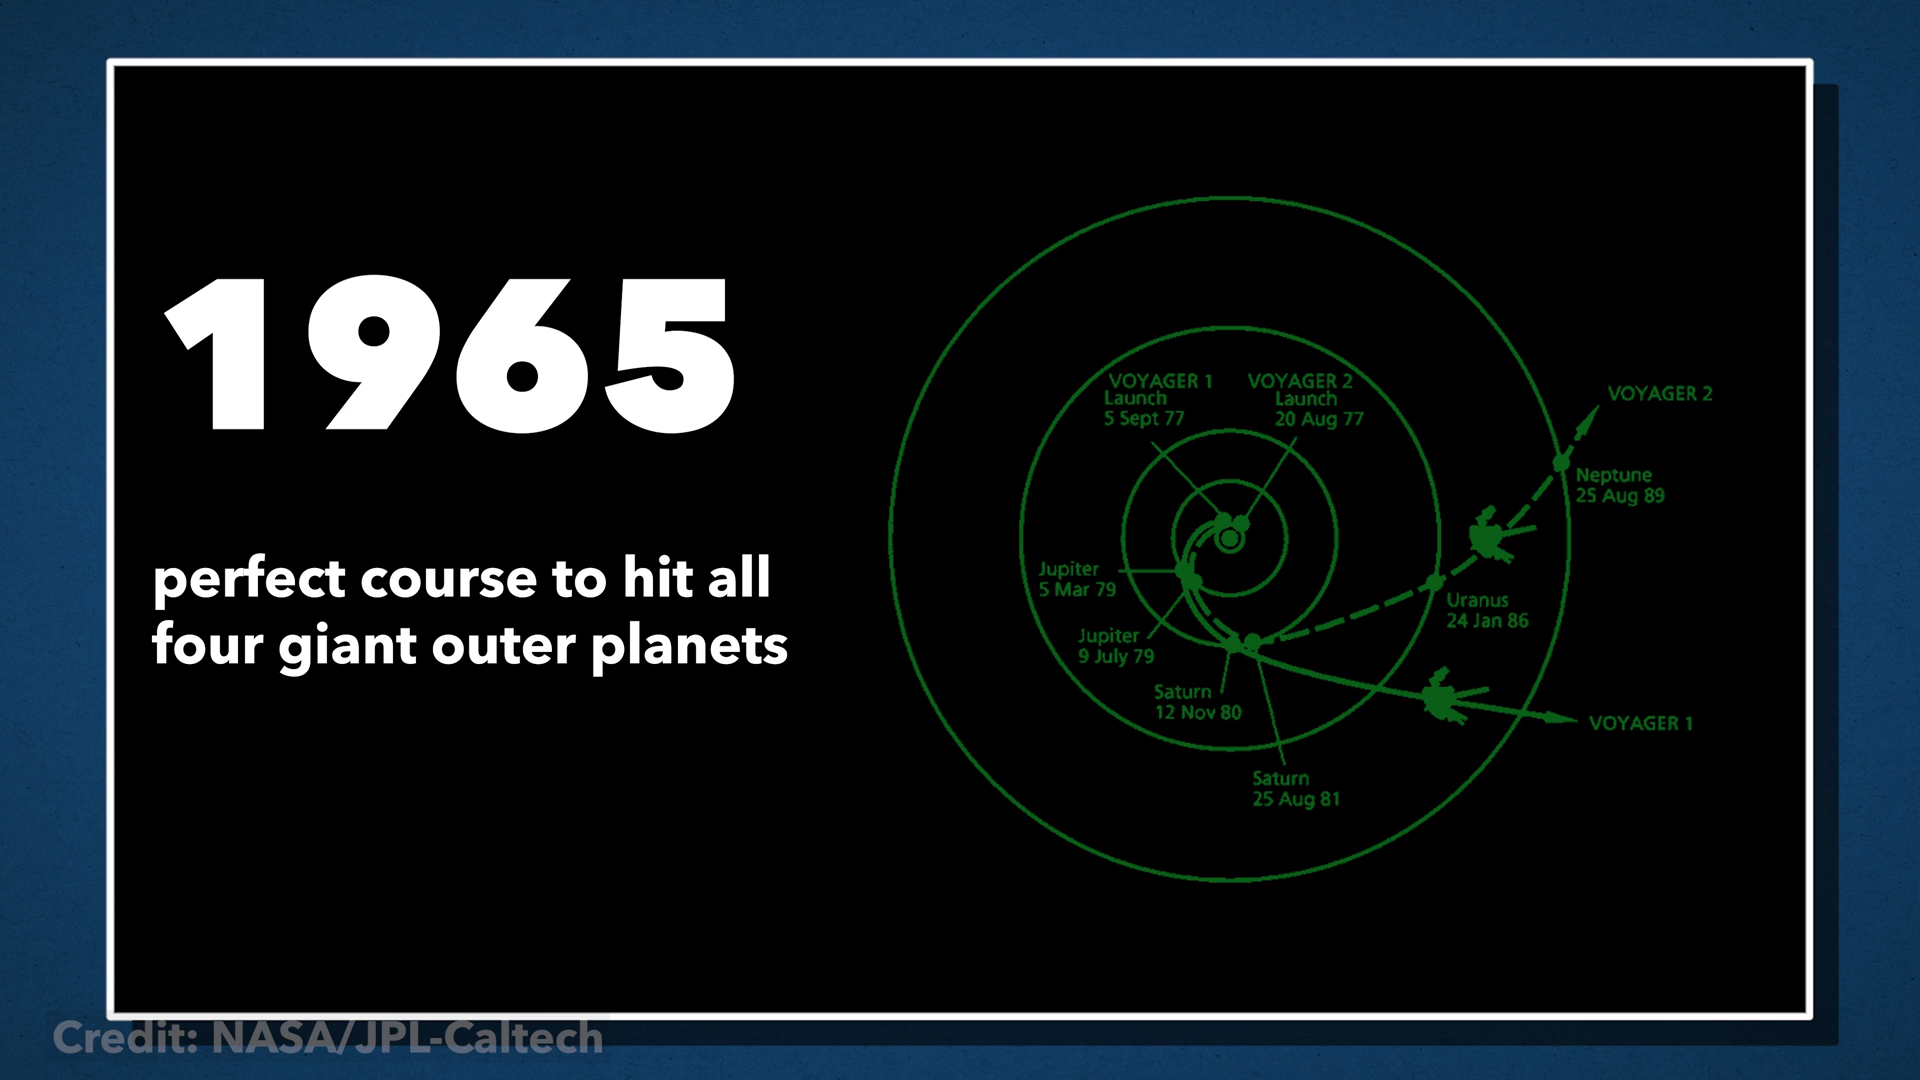 1965
perfect course to hit all
four giant outer planets
VOYAGER 1
Launch
5 Sept 77
VOYAGER 2
Launch
20 Aug 77
VOYAGER 2
Neptune
25 Aug 89
Jupiter
5 Mar 79
Uranus
24 Jan 86
Jupiter
9 July 79
Saturn
12 Nov 80
VOYAGER 1
Saturn
25 Aug 81
Credit: NASA/JPL-Caltech